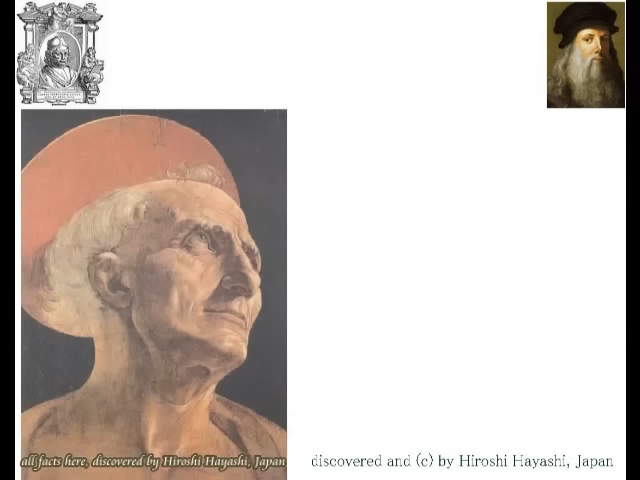 all facts here, discovered by Hiroshi Hayashi, Japan
discovered and (c) by Hiroshi Hayashi, Japan